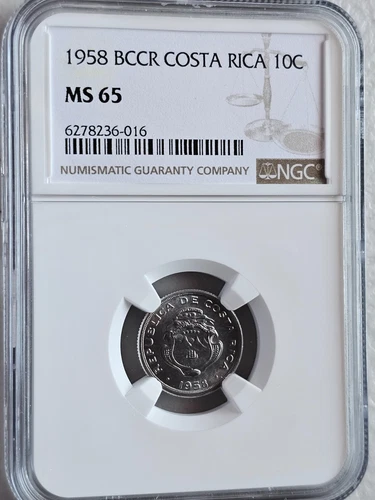 1958 BCCR COSTA RICA 10C
MS 65
6278236-016
NUMISMATIC GUARANTY COMPANY NGC®
REPUBLICA DE COSTA RICA
1958